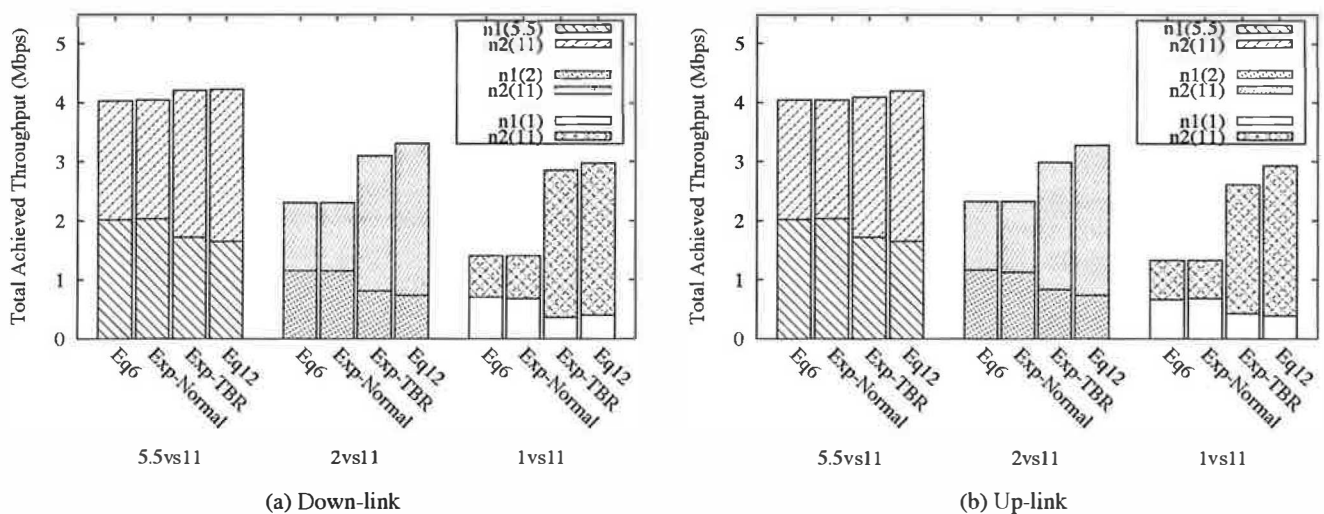 Total Achieved Throughput (Mbps)
5
4
3
2
1
0
n1(5.5)
n2(11)
n1(2)
n2(11)
n1(1)
n2(11)
Eq6
Exp-Normal
Exp-TBR
Eq12
Eq6
Exp-Normal
Exp-TBR
Eq12
Eq6
Exp-Normal
Exp-TBR
Eq12
5.5vs11
2vs11
1vs11
(a) Down-link
Total Achieved Throughput (Mbps)
5
4
3
2
1
0
n1(5.5)
n2(11)
n1(2)
n2(11)
n1(1)
n2(11)
Eq6
Exp-Normal
Exp-TBR
Eq12
Eq6
Exp-Normal
Exp-TBR
Eq12
Eq6
Exp-Normal
Exp-TBR
Eq12
5.5vs11
2vs11
1vs11
(b) Up-link